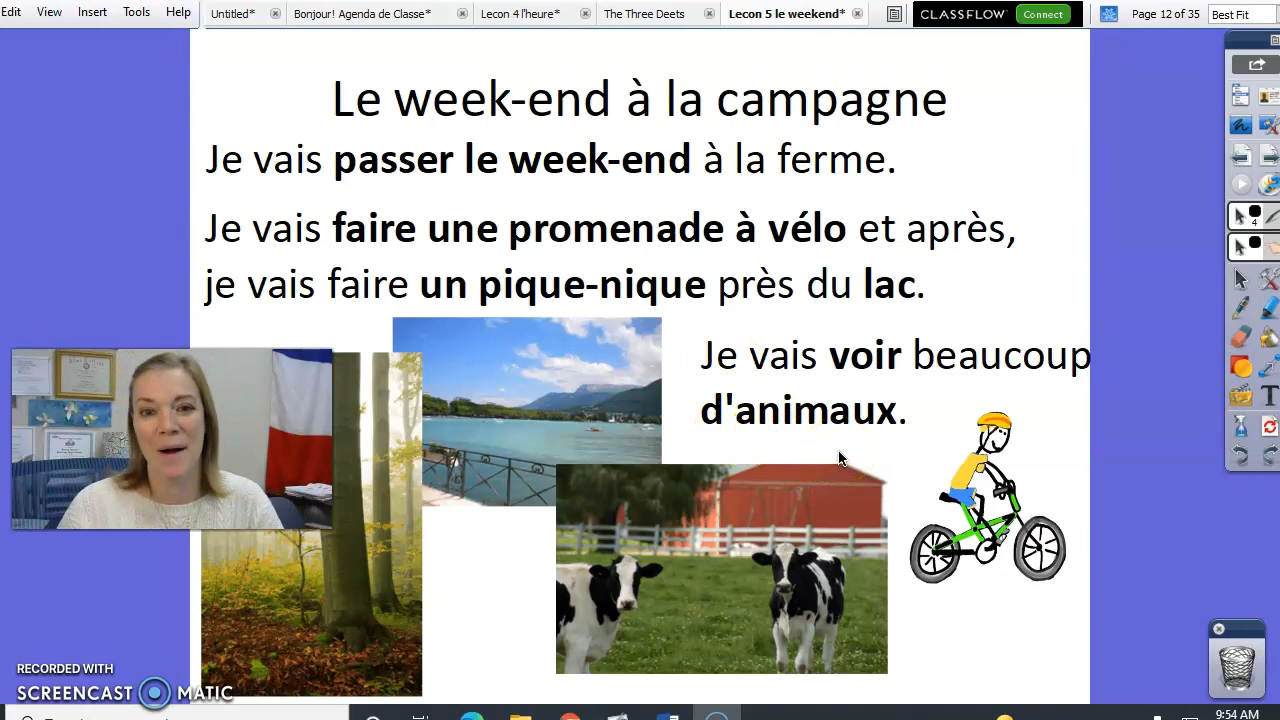 Edit View Insert Tools Help
Untitled* Bonjour! Agenda de Classe* Lecon 4 l'heure* The Three Deets Lecon 5 le weekend* CLASSFLOW Connect Page 12 of 35 Best Fit
Le week-end à la campagne
Je vais passer le week-end à la ferme.
Je vais faire une promenade à vélo et après,
je vais faire un pique-nique près du lac.
Je vais voir beaucoup
d'animaux.
4
T
RECORDED WITH
SCREENCAST MATIC
9:54 AM